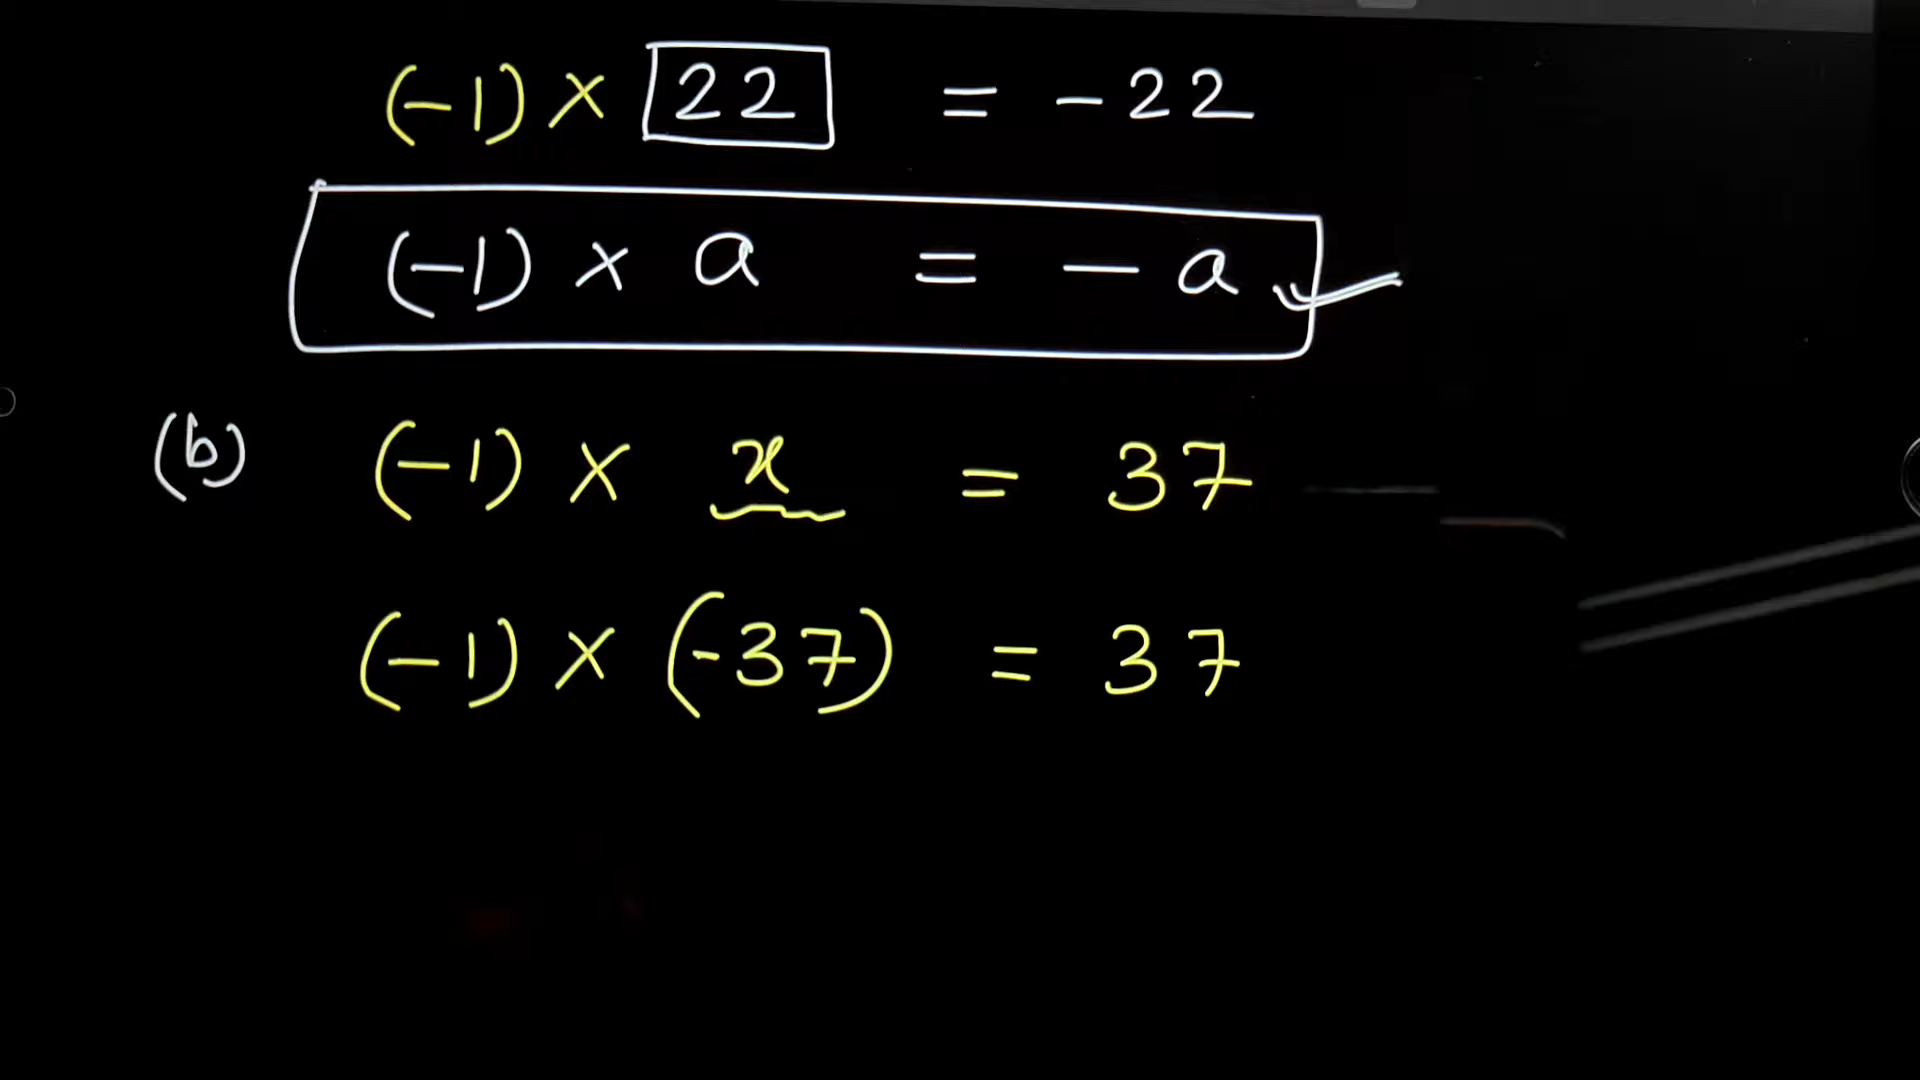 (-1) × 22 = -22
(-1) × a = - a
(b) (-1) × x = 37
(-1) × (-37) = 37